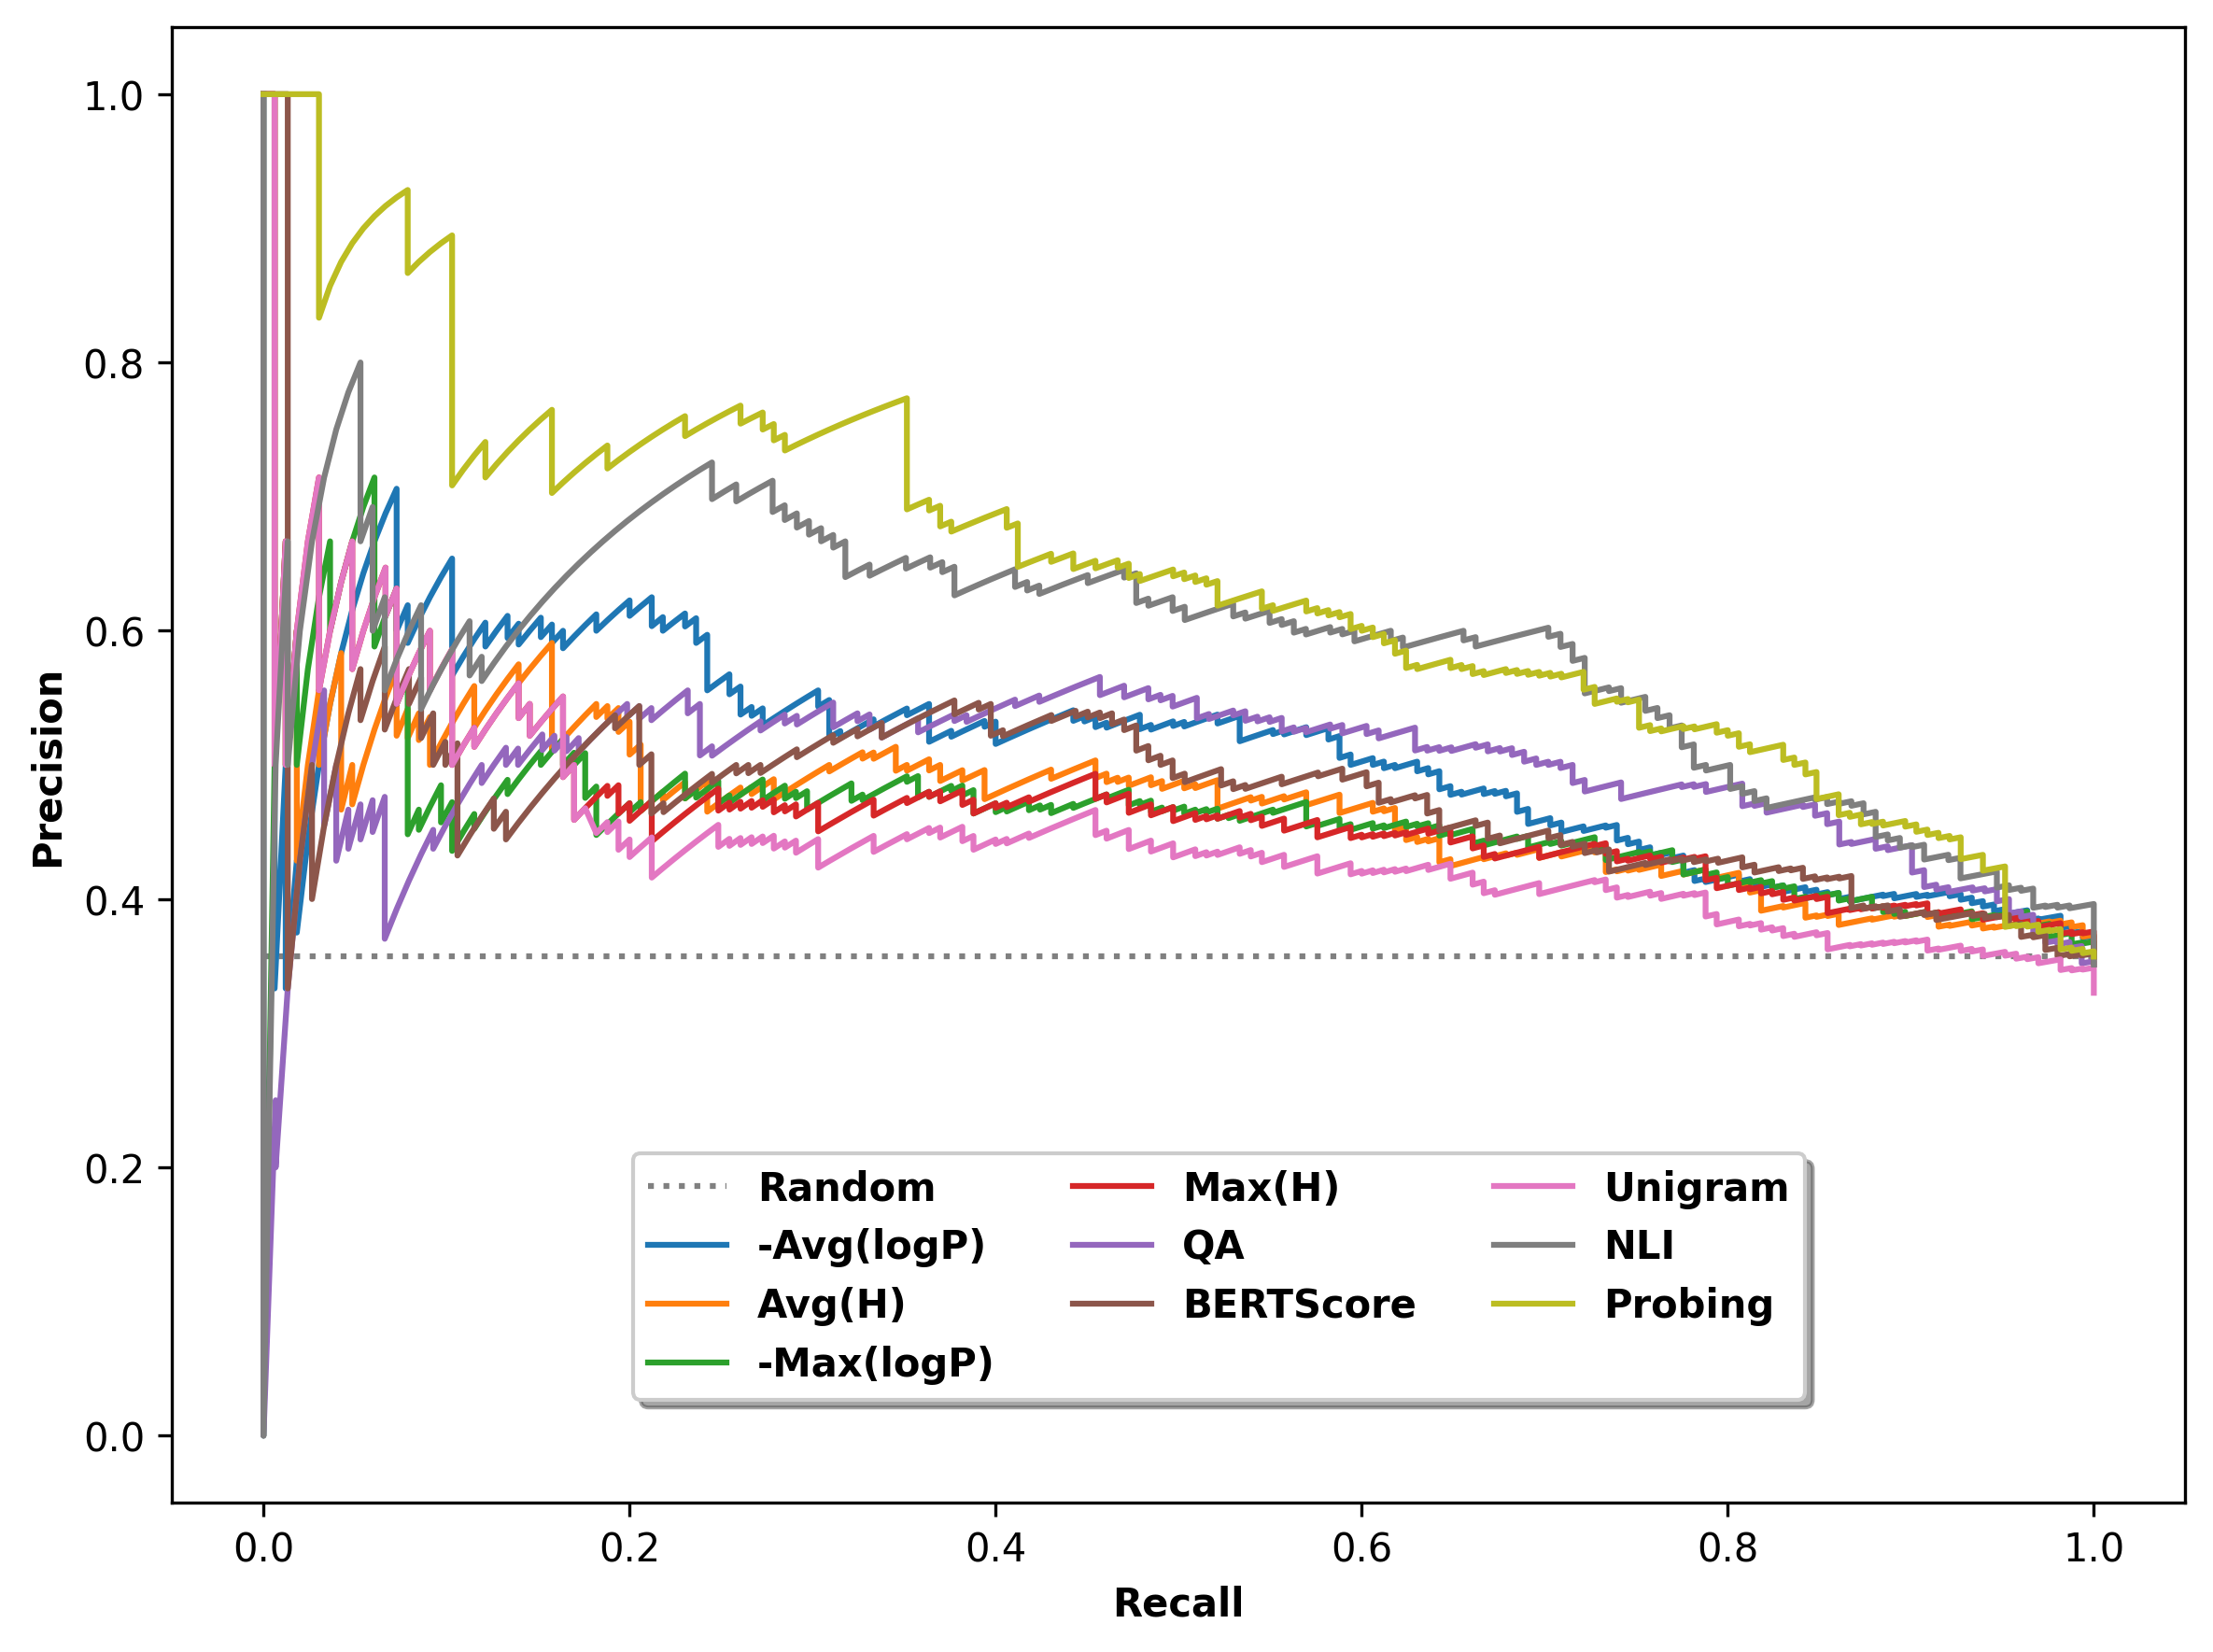 Precision
1.0
0.8
0.6
0.4
0.2
0.0
Random
-Avg(logP)
Avg(H)
-Max(logP)
Max(H)
QA
BERTScore
Unigram
NLI
Probing
0.0 0.2 0.4 0.6 0.8 1.0
Recall